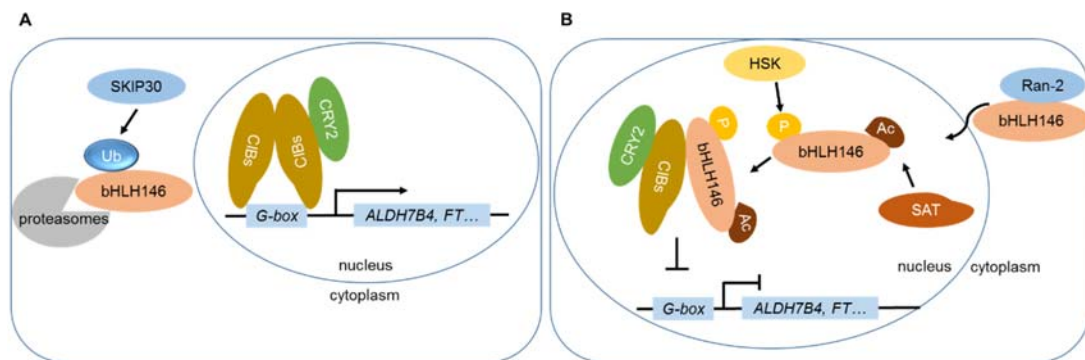 A
SKIP30
Ub
bHLH146
proteasomes
CIBs
CIBs
CRY2
G-box
ALDH7B4, FT...
nucleus
cytoplasm
B
HSK
Ran-2
bHLH146
P
Ac
bHLH146
CRY2
CIBs
P
bHLH146
Ac
SAT
nucleus
cytoplasm
G-box
ALDH7B4, FT...